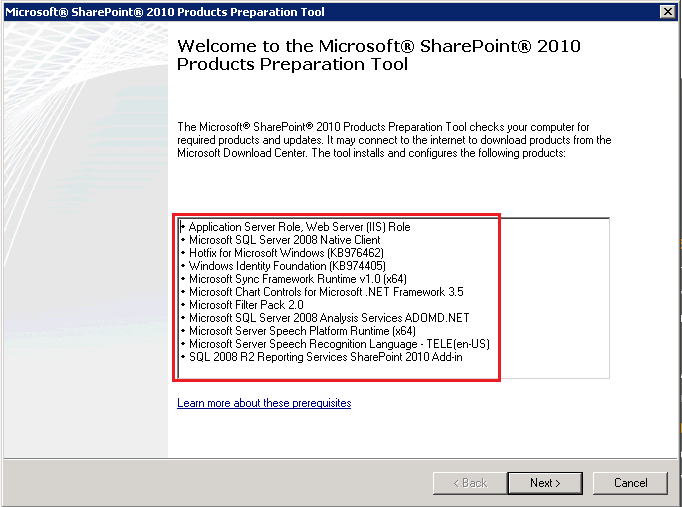 Microsoft® SharePoint® 2010 Products Preparation Tool
Welcome to the Microsoft® SharePoint® 2010
Products Preparation Tool
The Microsoft® SharePoint® 2010 Products Preparation Tool checks your computer for
required products and updates. It may connect to the internet to download products from the
Microsoft Download Center. The tool installs and configures the following products:
• Application Server Role, Web Server (IIS) Role
• Microsoft SQL Server 2008 Native Client
• Hotfix for Microsoft Windows (KB976462)
• Windows Identity Foundation (KB974405)
• Microsoft Sync Framework Runtime v1.0 (x64)
• Microsoft Chart Controls for Microsoft .NET Framework 3.5
• Microsoft Filter Pack 2.0
• Microsoft SQL Server 2008 Analysis Services ADOMD.NET
• Microsoft Server Speech Platform Runtime (x64)
• Microsoft Server Speech Recognition Language - TELE(en-US)
• SQL 2008 R2 Reporting Services SharePoint 2010 Add-in
Learn more about these prerequisites
< Back
Next >
Cancel